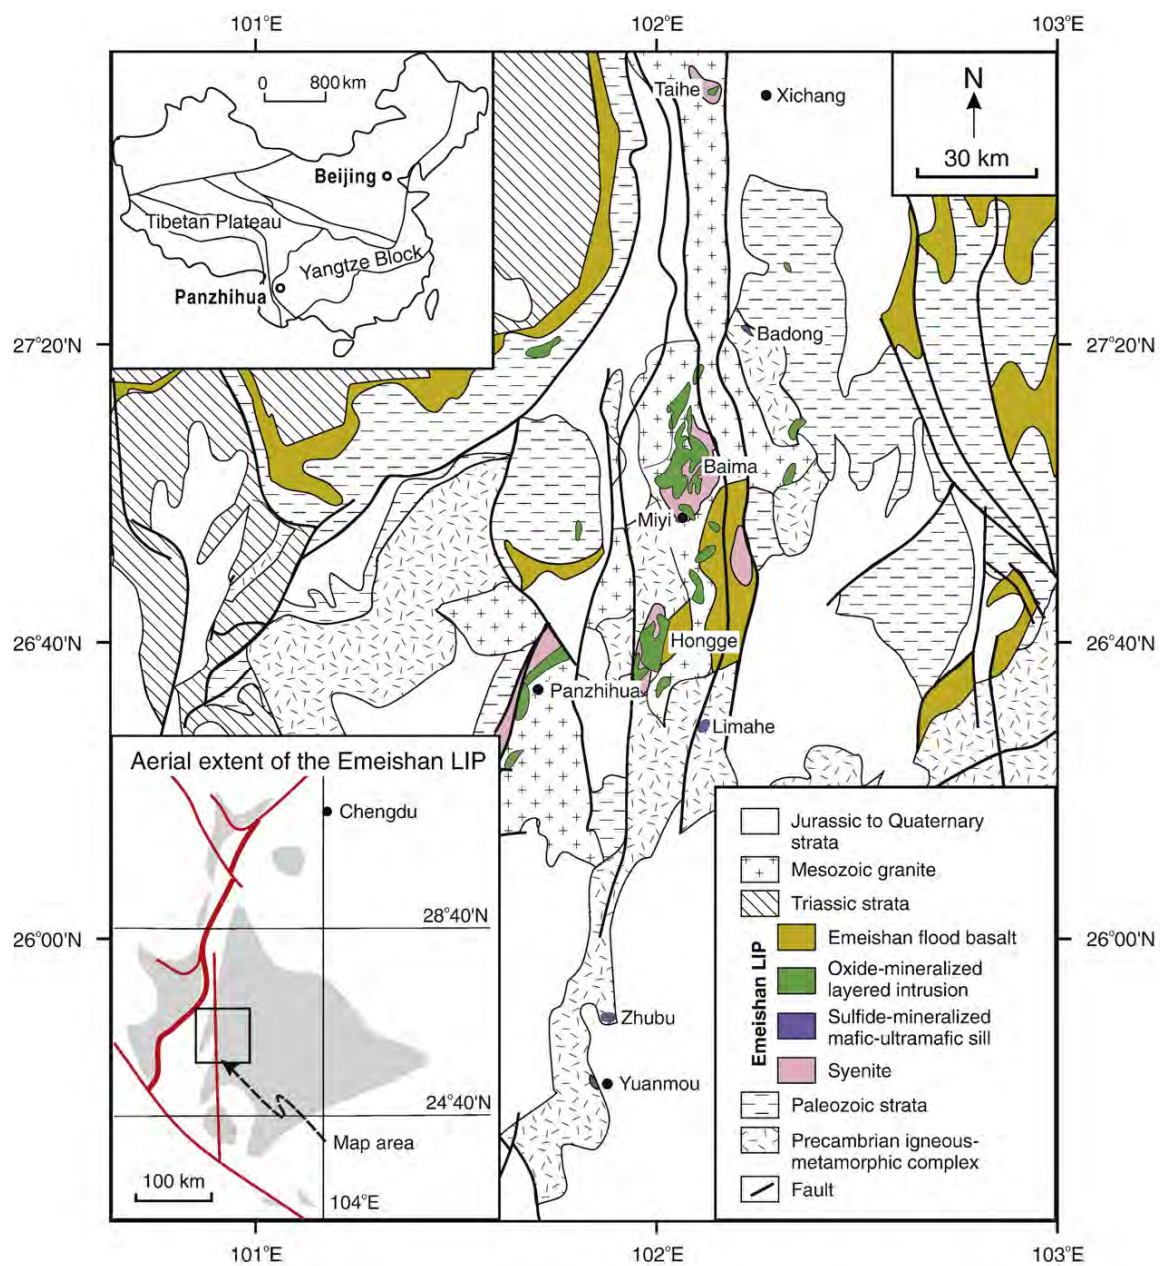 101°E
102°E
103°E
0 800 km
Beijing
Tibetan Plateau
Yangtze Block
Panzhihua
Taihe
Xichang
N
30 km
27°20'N
27°20'N
Badong
Baima
Miyi
26°40'N
26°40'N
Hongge
Panzhihua
Limahe
Aerial extent of the Emeishan LIP
Chengdu
28°40'N
24°40'N
Map area
100 km
104°E
26°00'N
26°00'N
Zhubu
Yuanmou
Jurassic to Quaternary
strata
Mesozoic granite
Triassic strata
Emeishan LIP
Emeishan flood basalt
Oxide-mineralized
layered intrusion
Sulfide-mineralized
mafic-ultramafic sill
Syenite
Paleozoic strata
Precambrian igneous-
metamorphic complex
Fault
101°E
102°E
103°E